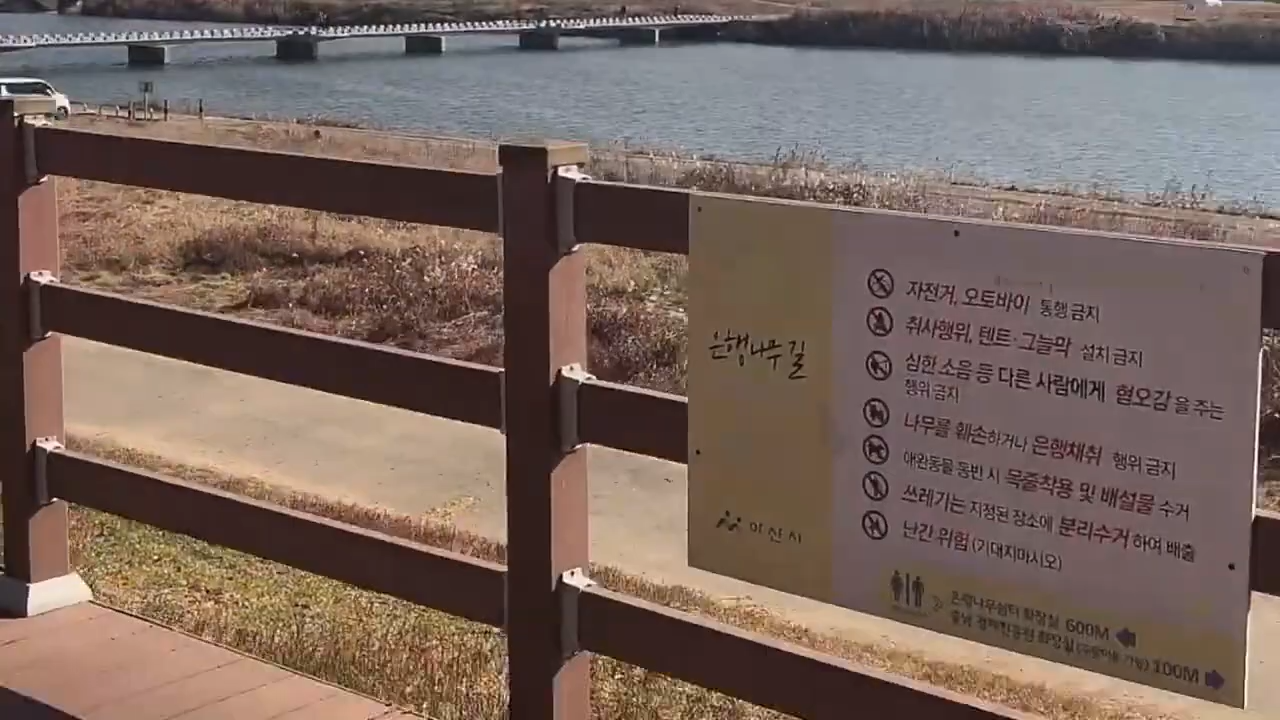 은행나무길
자전거, 오토바이 통행 금지
취사행위, 텐트·그늘막 설치 금지
심한 소음 등 다른 사람에게 혐오감을 주는
행위 금지
나무를 훼손하거나 은행채취 행위 금지
애완동물 동반 시 목줄착용 및 배설물 수거
쓰레기는 지정된 장소에 분리수거 하여 배출
난간 위험 (기대지마시오)
아산시
은행나무쉼터 화장실 600M
화장실 100M